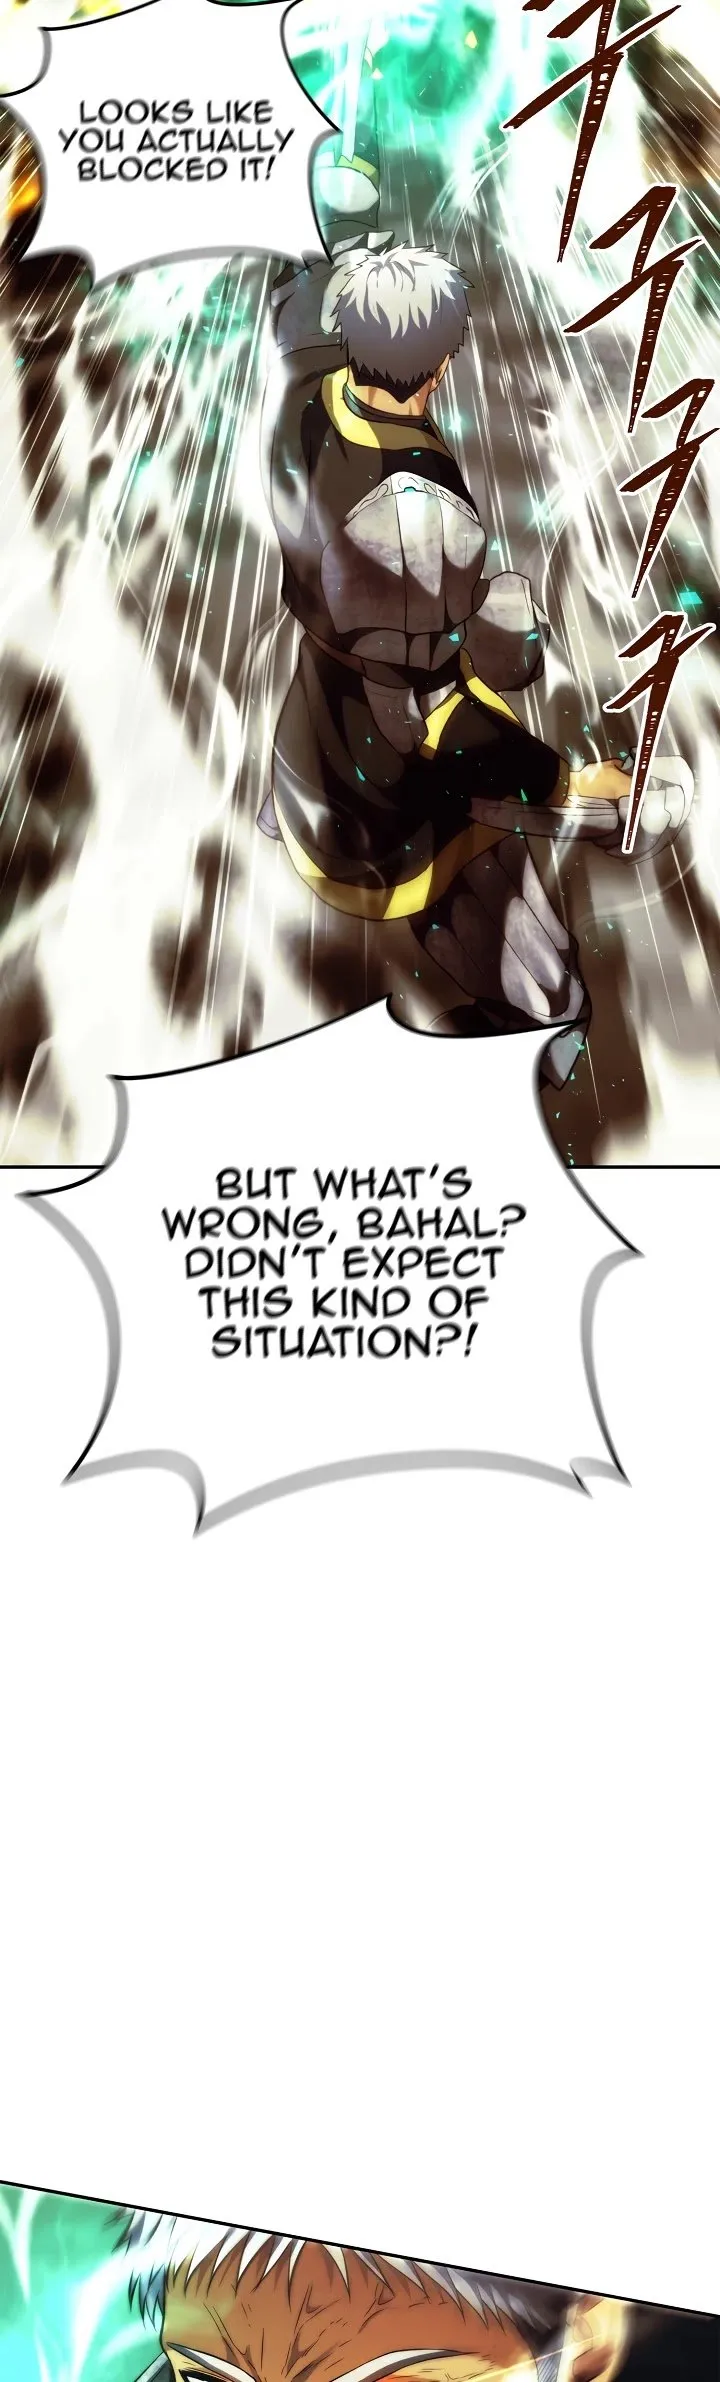 LOOKS LIKE
YOU ACTUALLY
BLOCKED IT!
BUT WHAT'S
WRONG, BAHAL?
DIDN'T EXPECT
THIS KIND OF
SITUATION?!